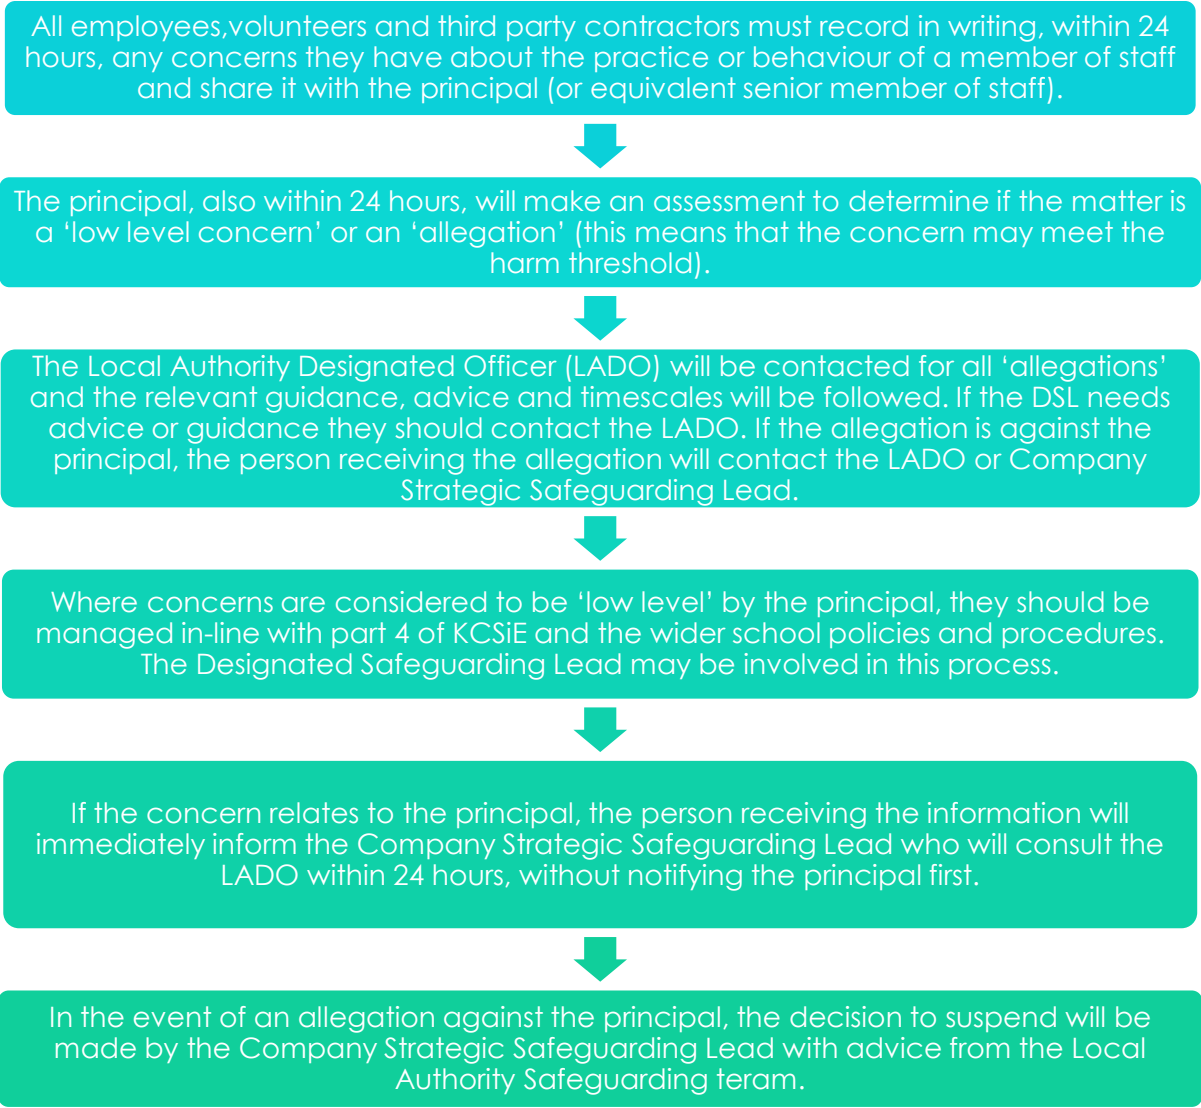 All employees,volunteers and third party contractors must record in writing, within 24
hours, any concerns they have about the practice or behaviour of a member of staff
and share it with the principal (or equivalent senior member of staff).
The principal, also within 24 hours, will make an assessment to determine if the matter is
a ‘low level concern’ or an ‘allegation’ (this means that the concern may meet the
harm threshold).
The Local Authority Designated Officer (LADO) will be contacted for all ‘allegations’
and the relevant guidance, advice and timescales will be followed. If the DSL needs
advice or guidance they should contact the LADO. If the allegation is against the
principal, the person receiving the allegation will contact the LADO or Company
Strategic Safeguarding Lead.
Where concerns are considered to be ‘low level’ by the principal, they should be
managed in-line with part 4 of KCSiE and the wider school policies and procedures.
The Designated Safeguarding Lead may be involved in this process.
If the concern relates to the principal, the person receiving the information will
immediately inform the Company Strategic Safeguarding Lead who will consult the
LADO within 24 hours, without notifying the principal first.
In the event of an allegation against the principal, the decision to suspend will be
made by the Company Strategic Safeguarding Lead with advice from the Local
Authority Safeguarding teram.